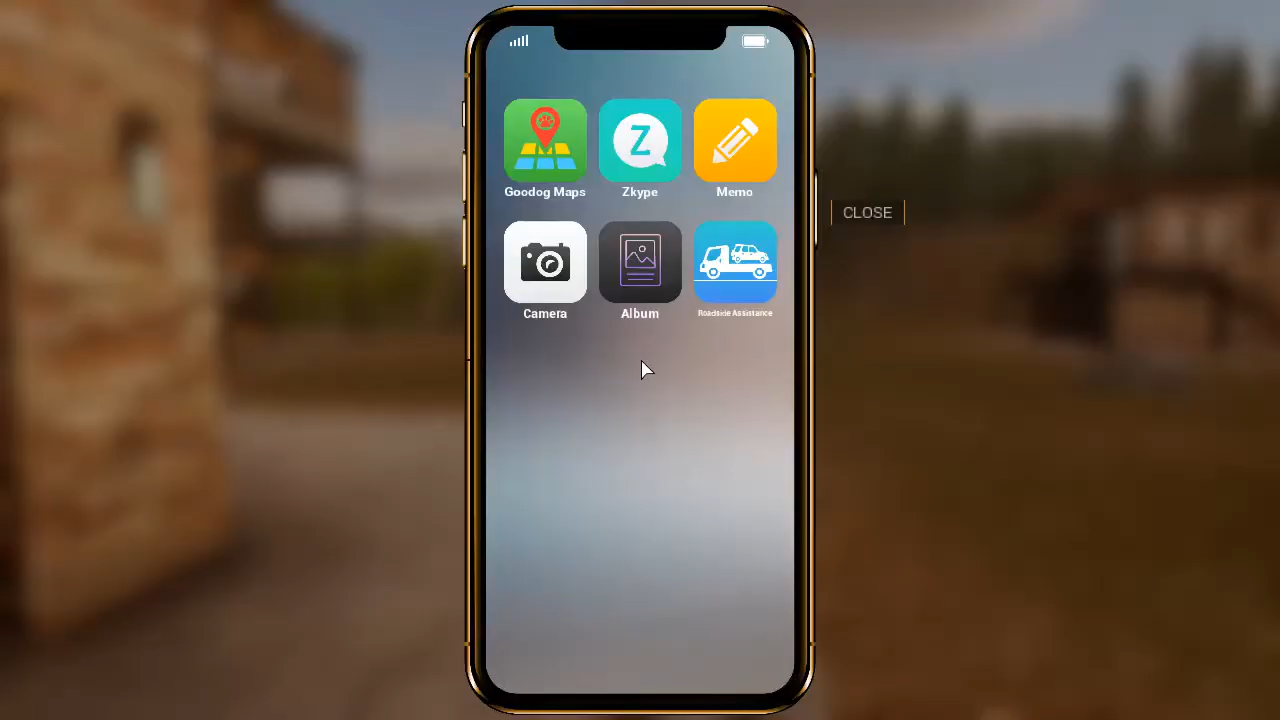 Goodog Maps
Z
Zkype
Memo
CLOSE
Camera
Album
Roadside Assistance